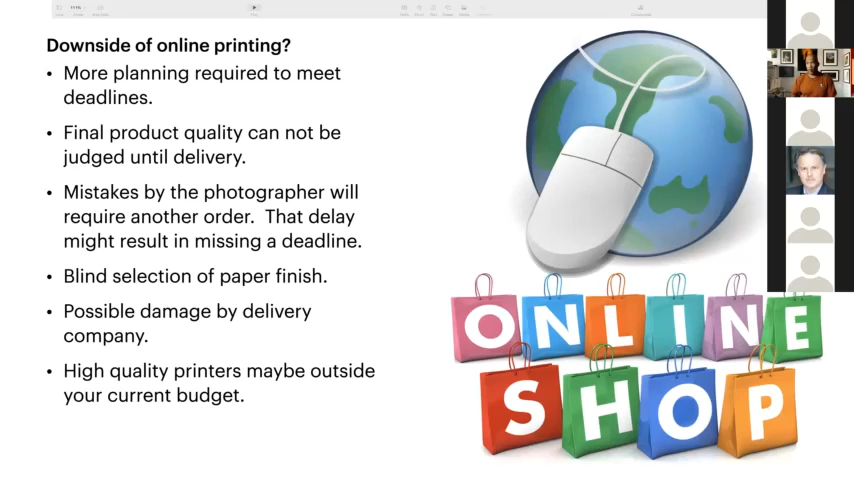 Downside of online printing?
• More planning required to meet
deadlines.
• Final product quality can not be
judged until delivery.
• Mistakes by the photographer will
require another order.  That delay
might result in missing a deadline.
• Blind selection of paper finish.
• Possible damage by delivery
company.
• High quality printers maybe outside
your current budget.
ONLINE
SHOP